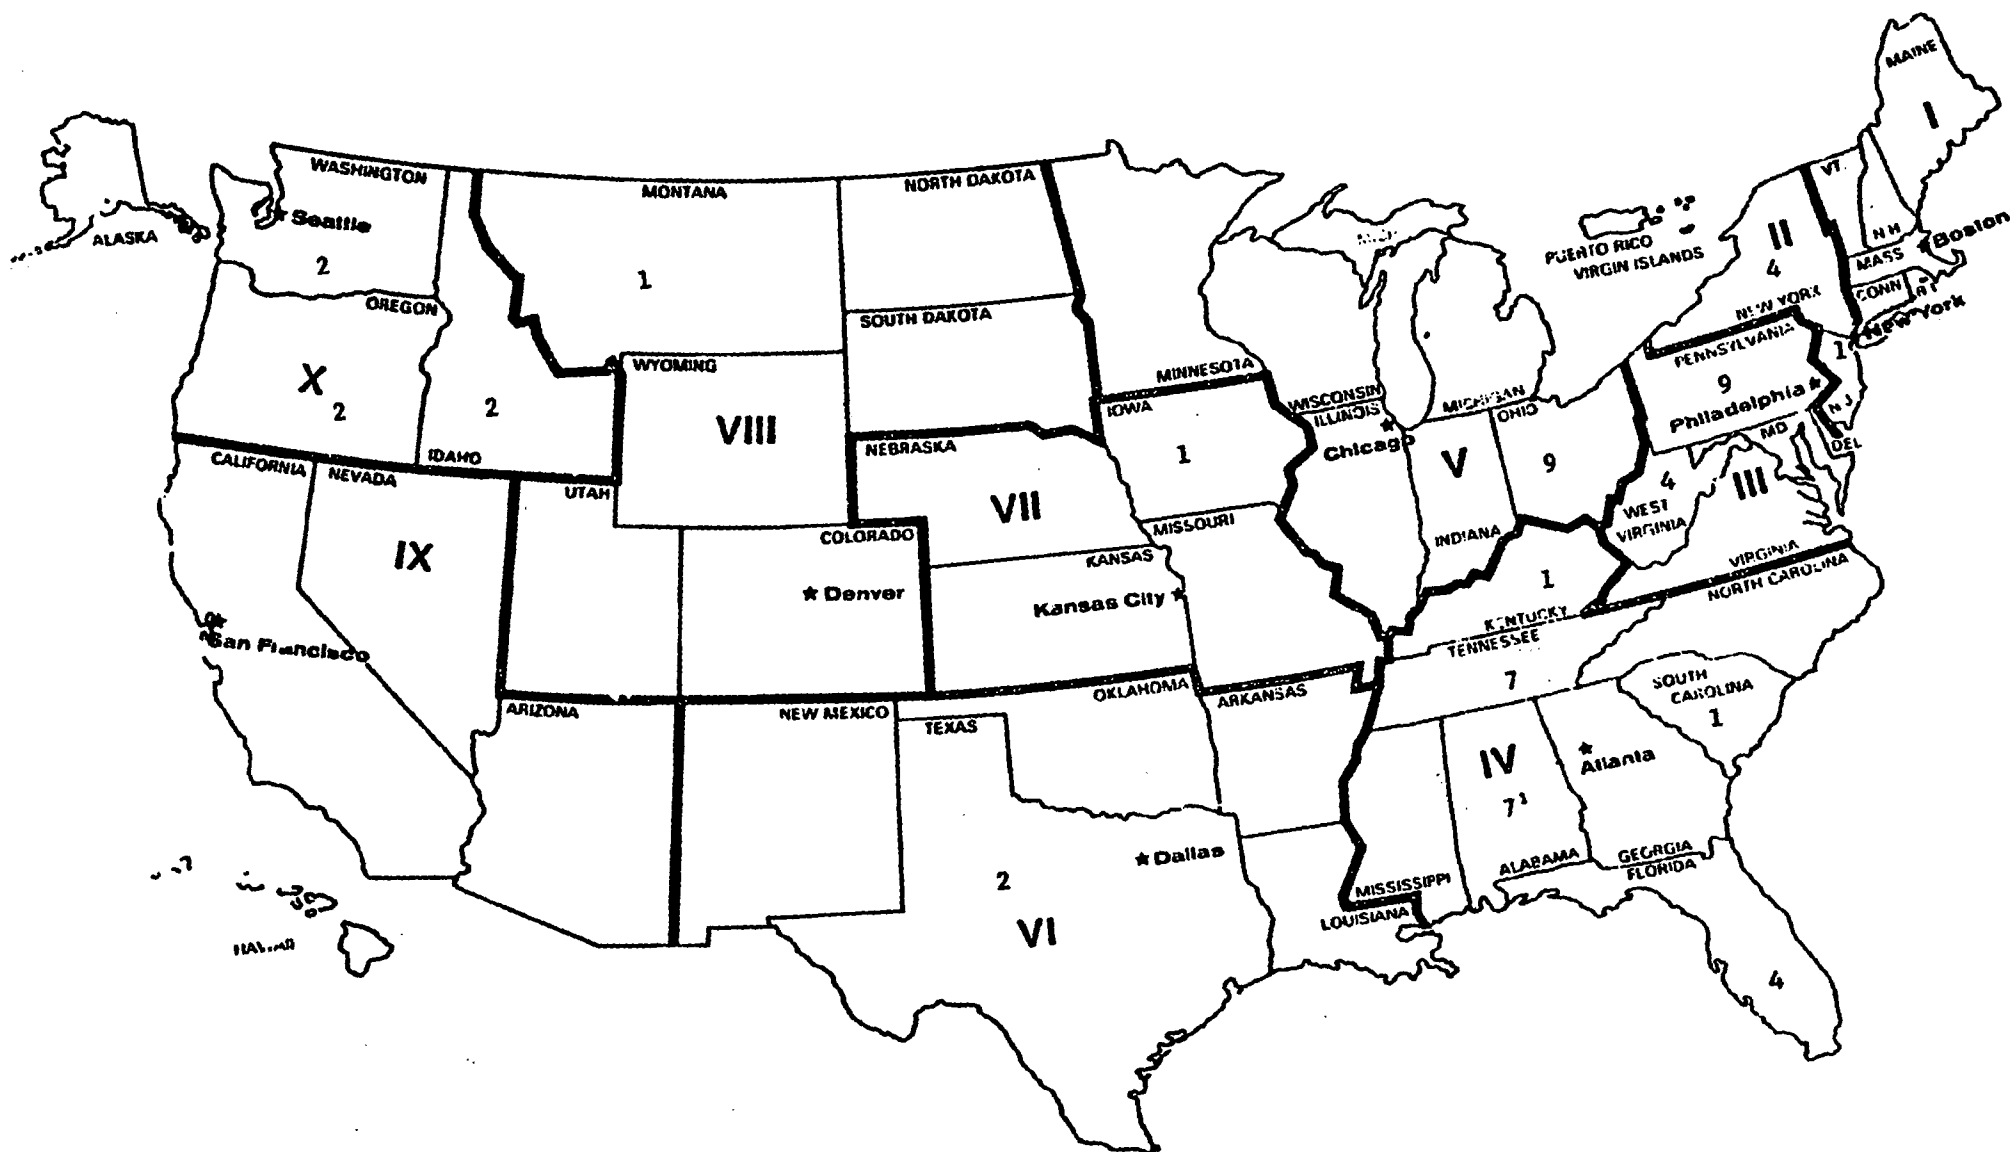 MAINE
I
WASHINGTON
MONTANA
NORTH DAKOTA
VT.
Seattle
ALASKA
2
1
PUERTO RICO
VIRGIN ISLANDS
II
4
N H
Boston
MASS
CONN
R I
New York
OREGON
SOUTH DAKOTA
NEW YORK
PENNSYLVANIA
1
X
2
2
WYOMING
VIII
MINNESOTA
IOWA
1
WISCONSIN
ILLINOIS
Chicago
MICHIGAN
OHIO
V
9
9
Philadelphia
N J
MD
DEL
CALIFORNIA
NEVADA
IDAHO
UTAH
NEBRASKA
VII
4
III
WEST
VIRGINIA
MISSOURI
INDIANA
COLORADO
KANSAS
IX
Denver
Kansas City
1
VIRGINIA
NORTH CAROLINA
KENTUCKY
TENNESSEE
7
San Francisco
ARIZONA
NEW MEXICO
TEXAS
OKLAHOMA
ARKANSAS
SOUTH
CAROLINA
1
IV
7¹
Atlanta
Dallas
2
VI
MISSISSIPPI
LOUISIANA
ALABAMA
GEORGIA
FLORIDA
4